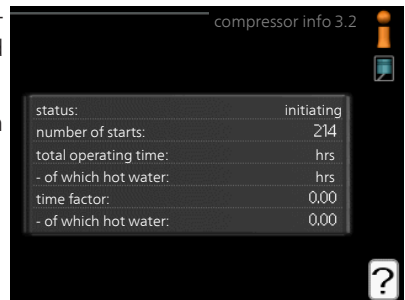 compressor info 3.2
status: initiating
number of starts: 214
total operating time: hrs
- of which hot water: hrs
time factor: 0.00
- of which hot water: 0.00
?